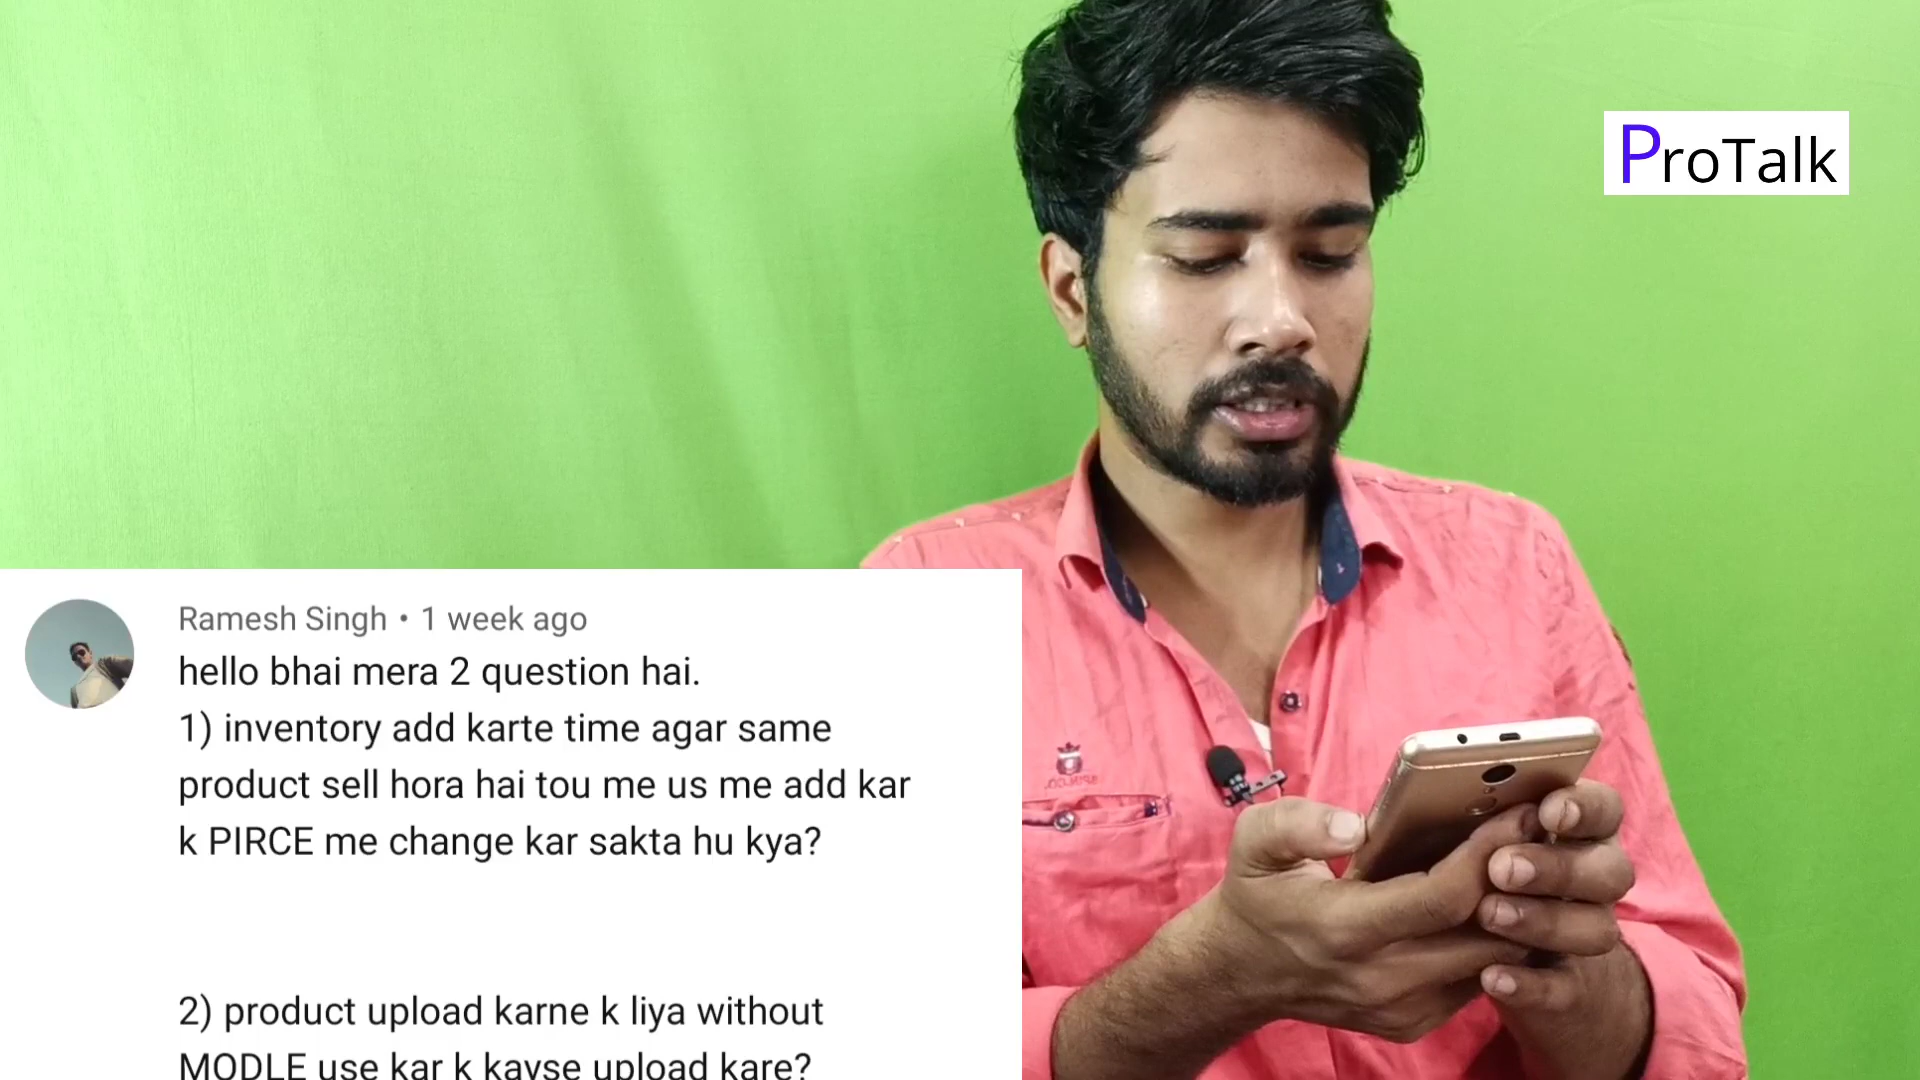 ProTalk
Ramesh Singh • 1 week ago
hello bhai mera 2 question hai.
1) inventory add karte time agar same
product sell hora hai tou me us me add kar
k PIRCE me change kar sakta hu kya?
2) product upload karne k liya without
MODLE use kar k kayse upload kare?